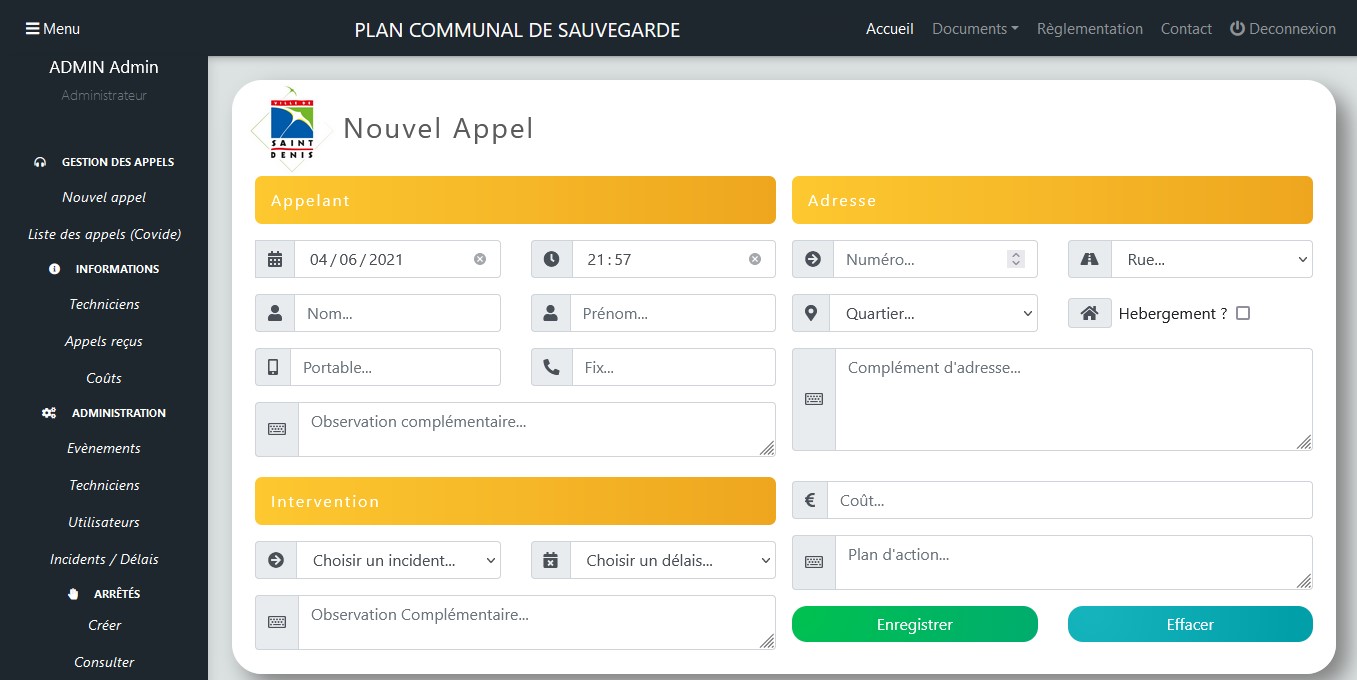 Menu
PLAN COMMUNAL DE SAUVEGARDE
Accueil
Documents
Règlementation
Contact
Deconnexion
ADMIN Admin
Administrateur
GESTION DES APPELS
Nouvel appel
Liste des appels (Covide)
INFORMATIONS
Techniciens
Appels reçus
Coûts
ADMINISTRATION
Evènements
Techniciens
Utilisateurs
Incidents / Délais
ARRÊTÉS
Créer
Consulter
VILLE DE
SAINT
DENIS
Nouvel Appel
Appelant
04/06/2021
21:57
Nom...
Prénom...
Portable...
Fix...
Observation complémentaire...
Intervention
Choisir un incident...
Choisir un délais...
Observation Complémentaire...
Adresse
Numéro...
Rue...
Quartier...
Hebergement ?
Complément d'adresse...
€
Coût...
Plan d'action...
Enregistrer
Effacer